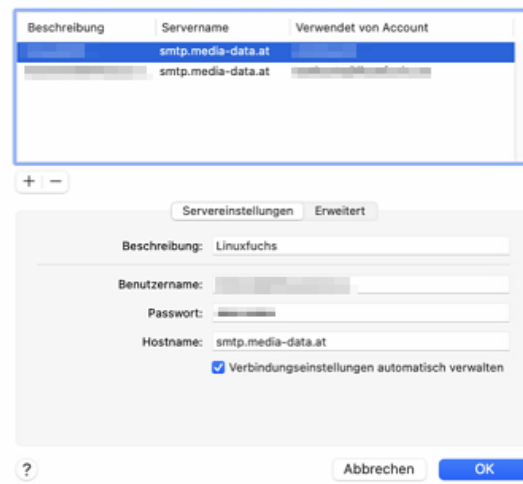 Beschreibung Servername Verwendet von Account
smtp.media-data.at
smtp.media-data.at
+ −
Servereinstellungen Erweitert
Beschreibung: Linuxfuchs
Benutzername:
Passwort:
Hostname: smtp.media-data.at
Verbindungseinstellungen automatisch verwalten
? Abbrechen OK